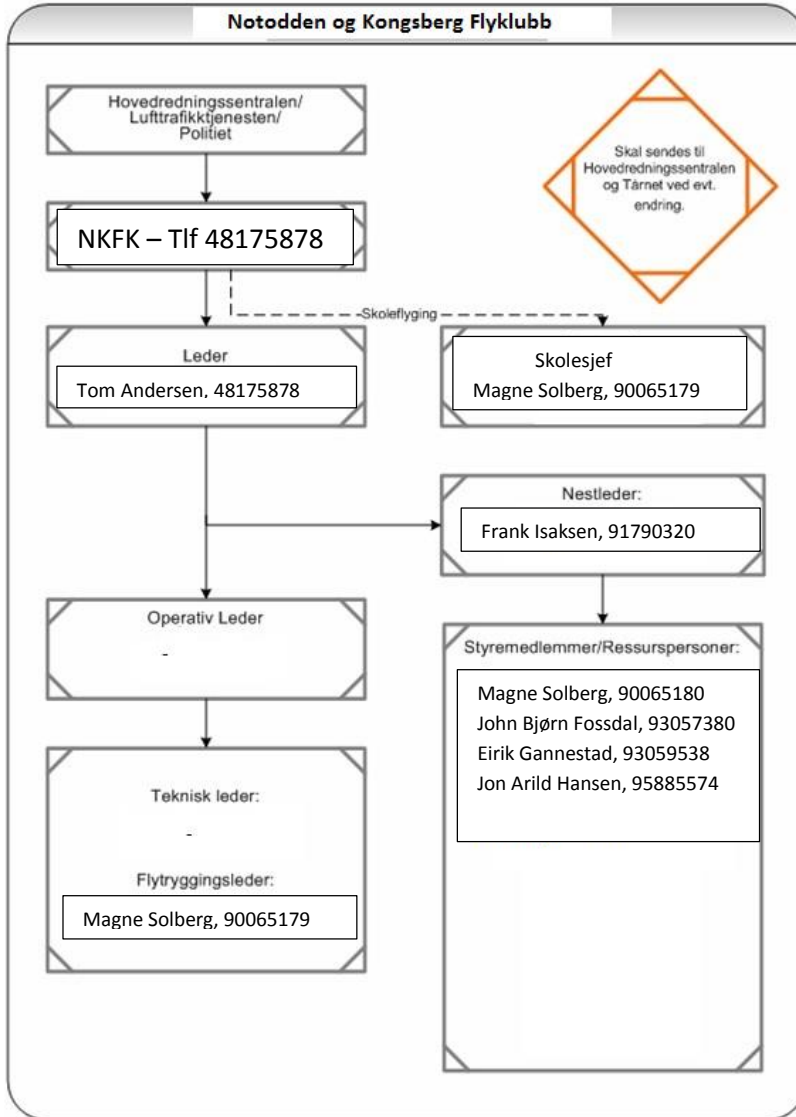 Notodden og Kongsberg Flyklubb
Hovedredningssentralen/
Lufttrafikktjenesten/
Politiet
Skal sendes til
Hovedredningssentralen
og Tårnet ved evt.
endring.
NKFK – Tlf 48175878
Skoleflyging
Leder
Tom Andersen, 48175878
Skolesjef
Magne Solberg, 90065179
Nestleder:
Frank Isaksen, 91790320
Operativ Leder
-
Styremedlemmer/Ressurspersoner:
Magne Solberg, 90065180
John Bjørn Fossdal, 93057380
Eirik Gannestad, 93059538
Jon Arild Hansen, 95885574
Teknisk leder:
-
Flytryggingsleder:
Magne Solberg, 90065179